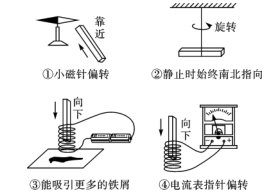 靠
近
旋转
①小磁针偏转
②静止时始终南北指向
向
下
向
下
③能吸引更多的铁屑
④电流表指针偏转